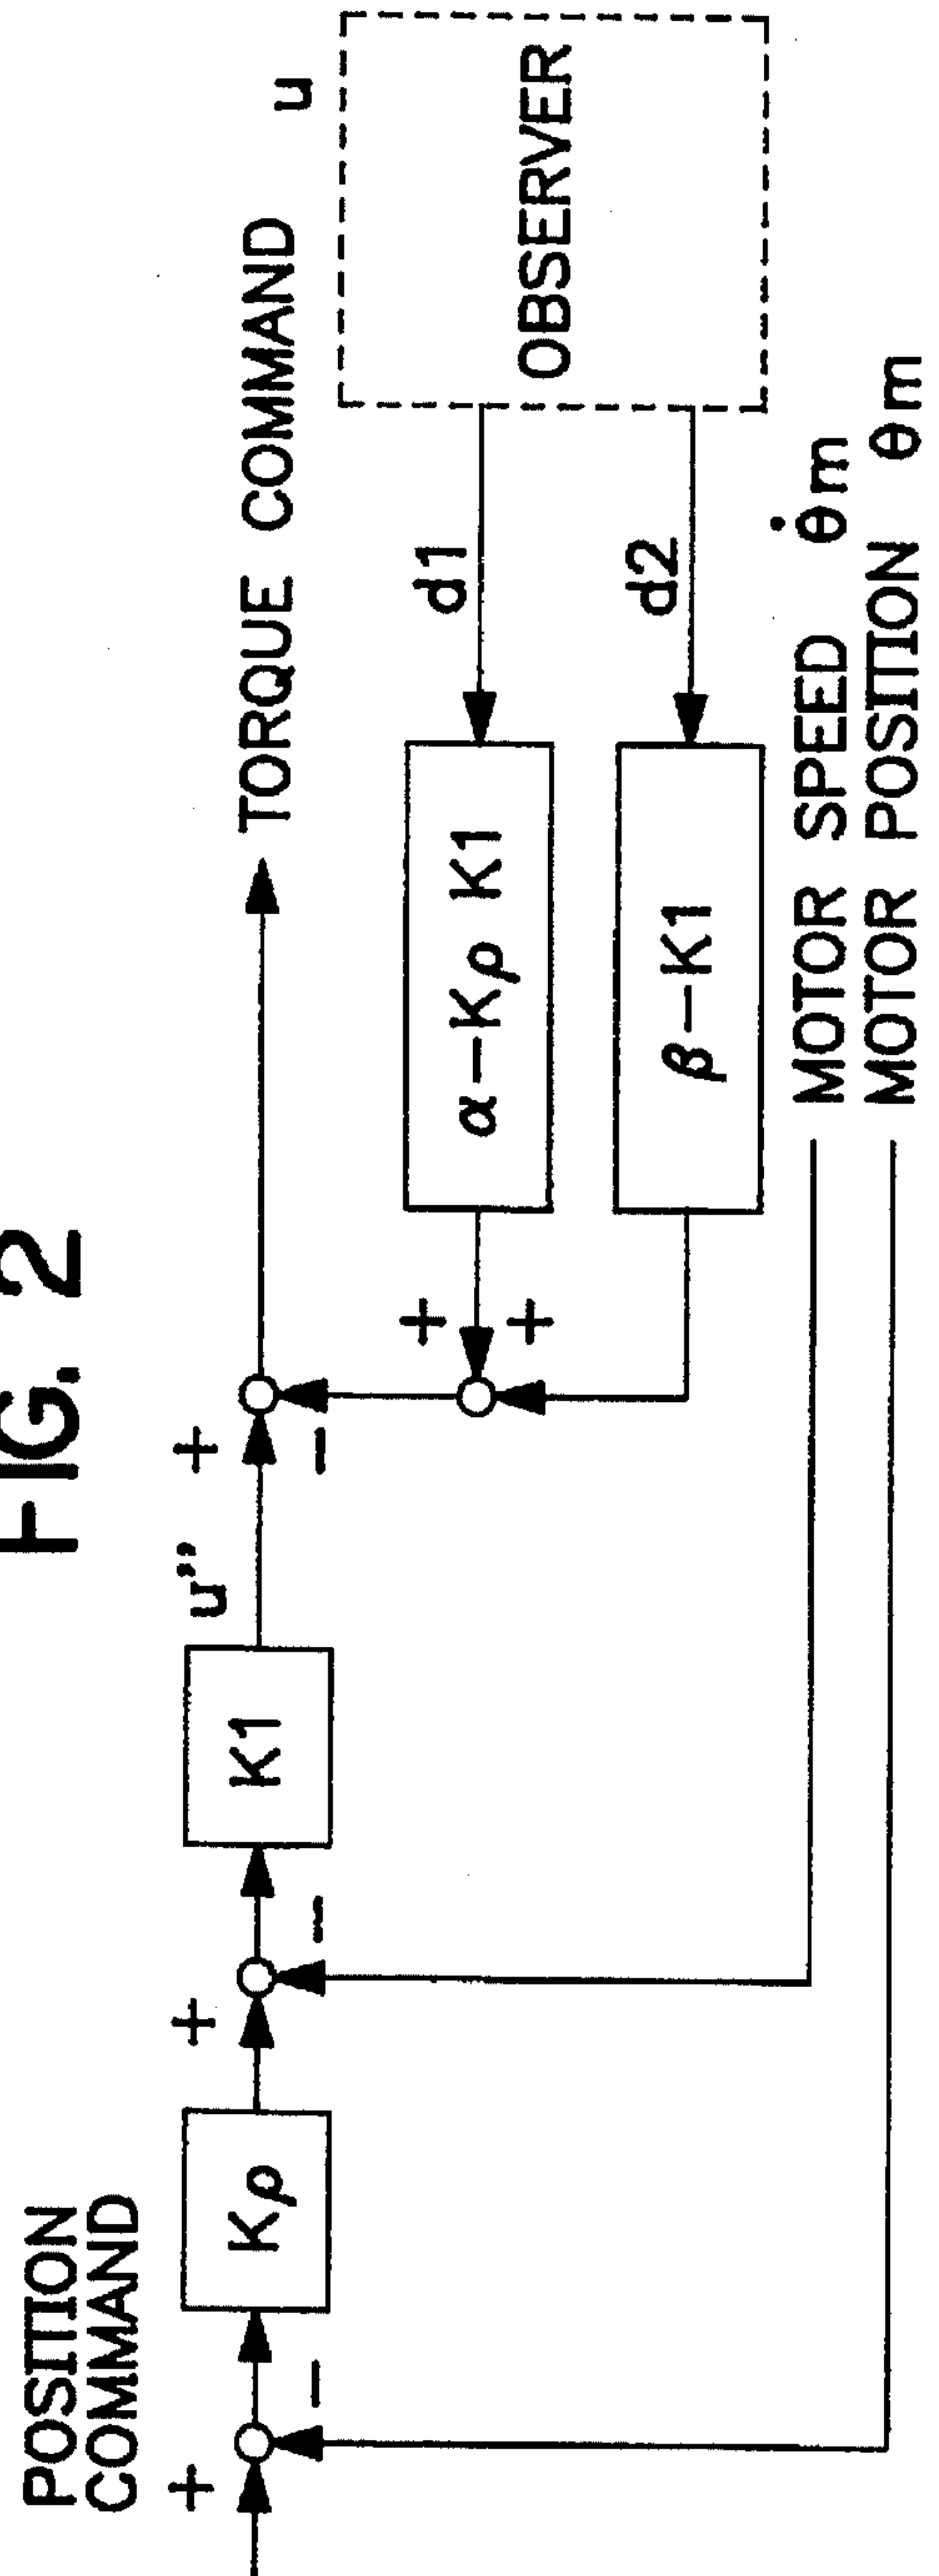 FIG. 2
POSITION
COMMAND
+
−
Kρ
+
−
K1
u''
+
−
TORQUE COMMAND u
+
+
α−Kρ K1
d1
β−K1
d2
OBSERVER
MOTOR SPEED θ̇m
MOTOR POSITION θm